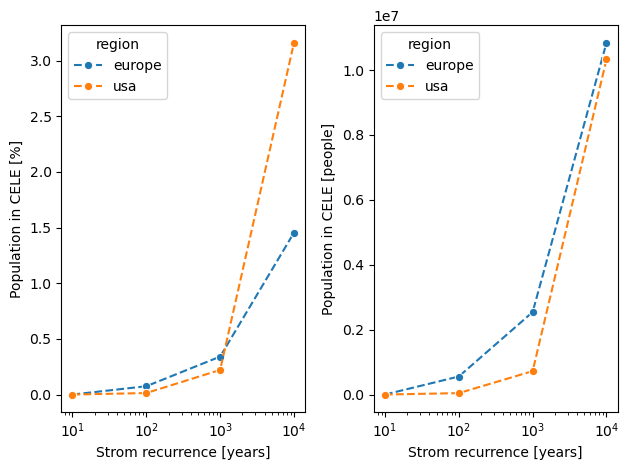 region
europe
usa
Population in CELE [%]
3.0
2.5
2.0
1.5
1.0
0.5
0.0
10¹
10²
10³
10⁴
Strom recurrence [years]
1e7
region
europe
usa
Population in CELE [people]
1.0
0.8
0.6
0.4
0.2
0.0
10¹
10²
10³
10⁴
Strom recurrence [years]